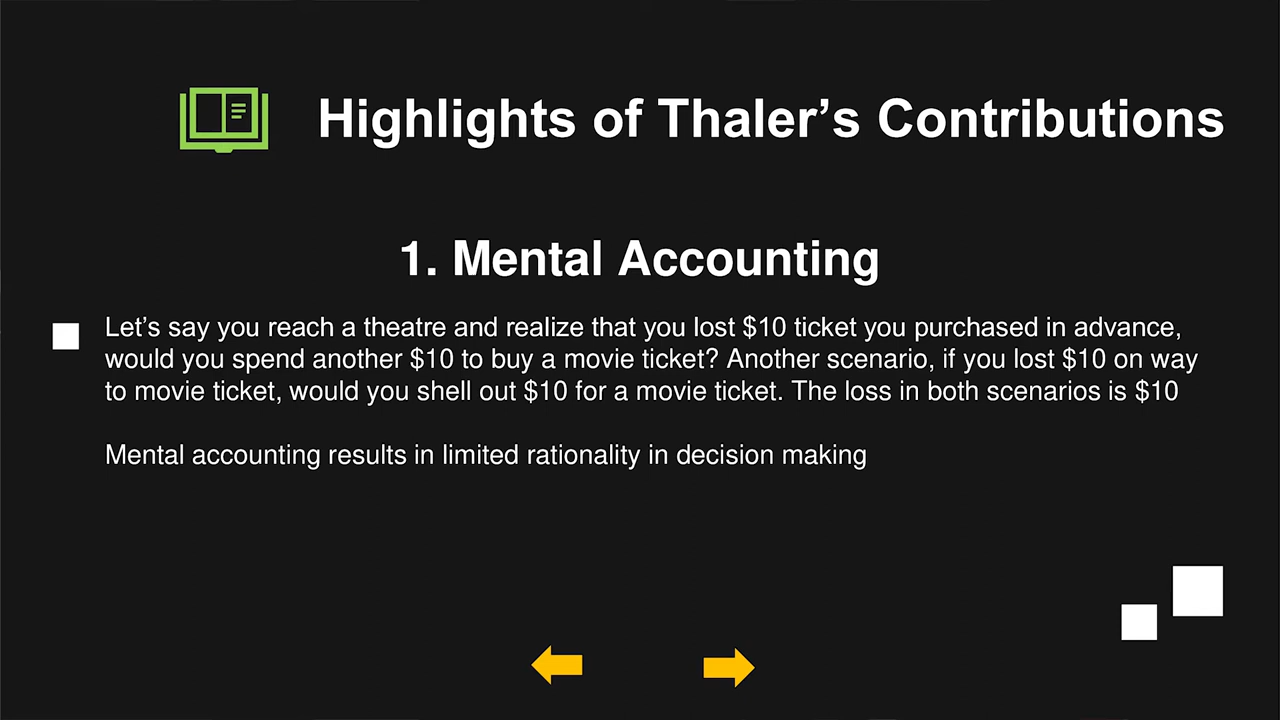 Highlights of Thaler’s Contributions
1. Mental Accounting
Let’s say you reach a theatre and realize that you lost $10 ticket you purchased in advance,
would you spend another $10 to buy a movie ticket? Another scenario, if you lost $10 on way
to movie ticket, would you shell out $10 for a movie ticket. The loss in both scenarios is $10
Mental accounting results in limited rationality in decision making